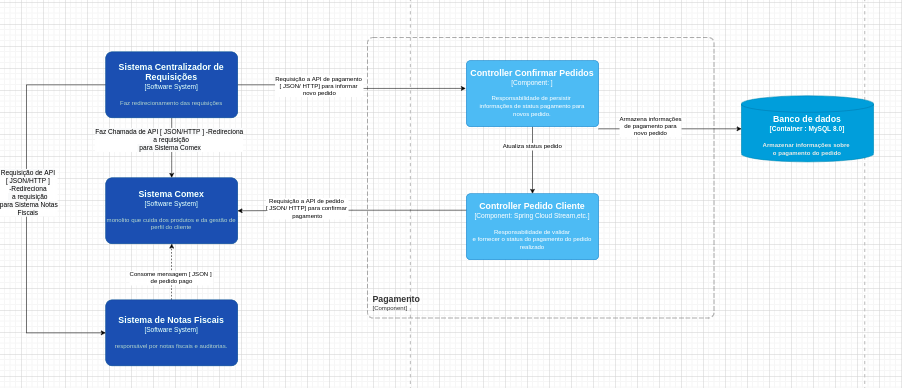 Sistema Centralizador de
Requisições
[Software System]
Faz redirecionamento das requisições
Requisição a API de pagamento
[ JSON/ HTTP] para informar
novo pedido
Controller Confirmar Pedidos
[Component: ]
Responsabilidade de persistir
informações de status pagamento para
novos pedido.
Armazena informações
de pagamento para
novo pedido
Banco de dados
[Container : MySQL 8.0]
Armazenar informações sobre
o pagamento do pedido
Faz Chamada de API [ JSON/HTTP ] -Redireciona
a requisição
para Sistema Comex
Atualiza status pedido
Requisição de API
[ JSON/HTTP ]
-Redireciona
a requisição
para Sistema Notas
Fiscais
Sistema Comex
[Software System]
monolito que cuida dos produtos e da gestão de
perfil do cliente
Requisição a API de pedido
[ JSON/ HTTP] para confirmar
pagamento
Controller Pedido Cliente
[Component: Spring Cloud Stream,etc.]
Responsabilidade de validar
e fornecer o status do pagamento do pedido
realizado
Consome mensagem [ JSON ]
de pedido pago
Pagamento
[Component]
Sistema de Notas Fiscais
[Software System]
responsável por notas fiscais e auditorias.